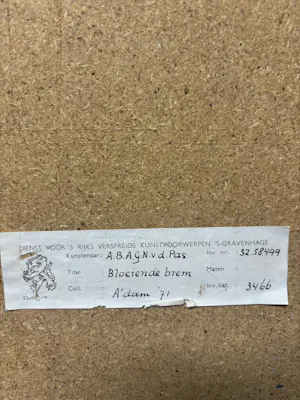 DIENST VOOR 'S RIJKS VERSPREIDE KUNSTVOORWERPEN 'S-GRAVENHAGE
Kunstenaar: A.B.A.G.N.v.d.Pas Inv. nr. : 32.58499
Titel : Bloeiende brem Maten :
Coll. : A'dam '71 Inv./cat. : 3466